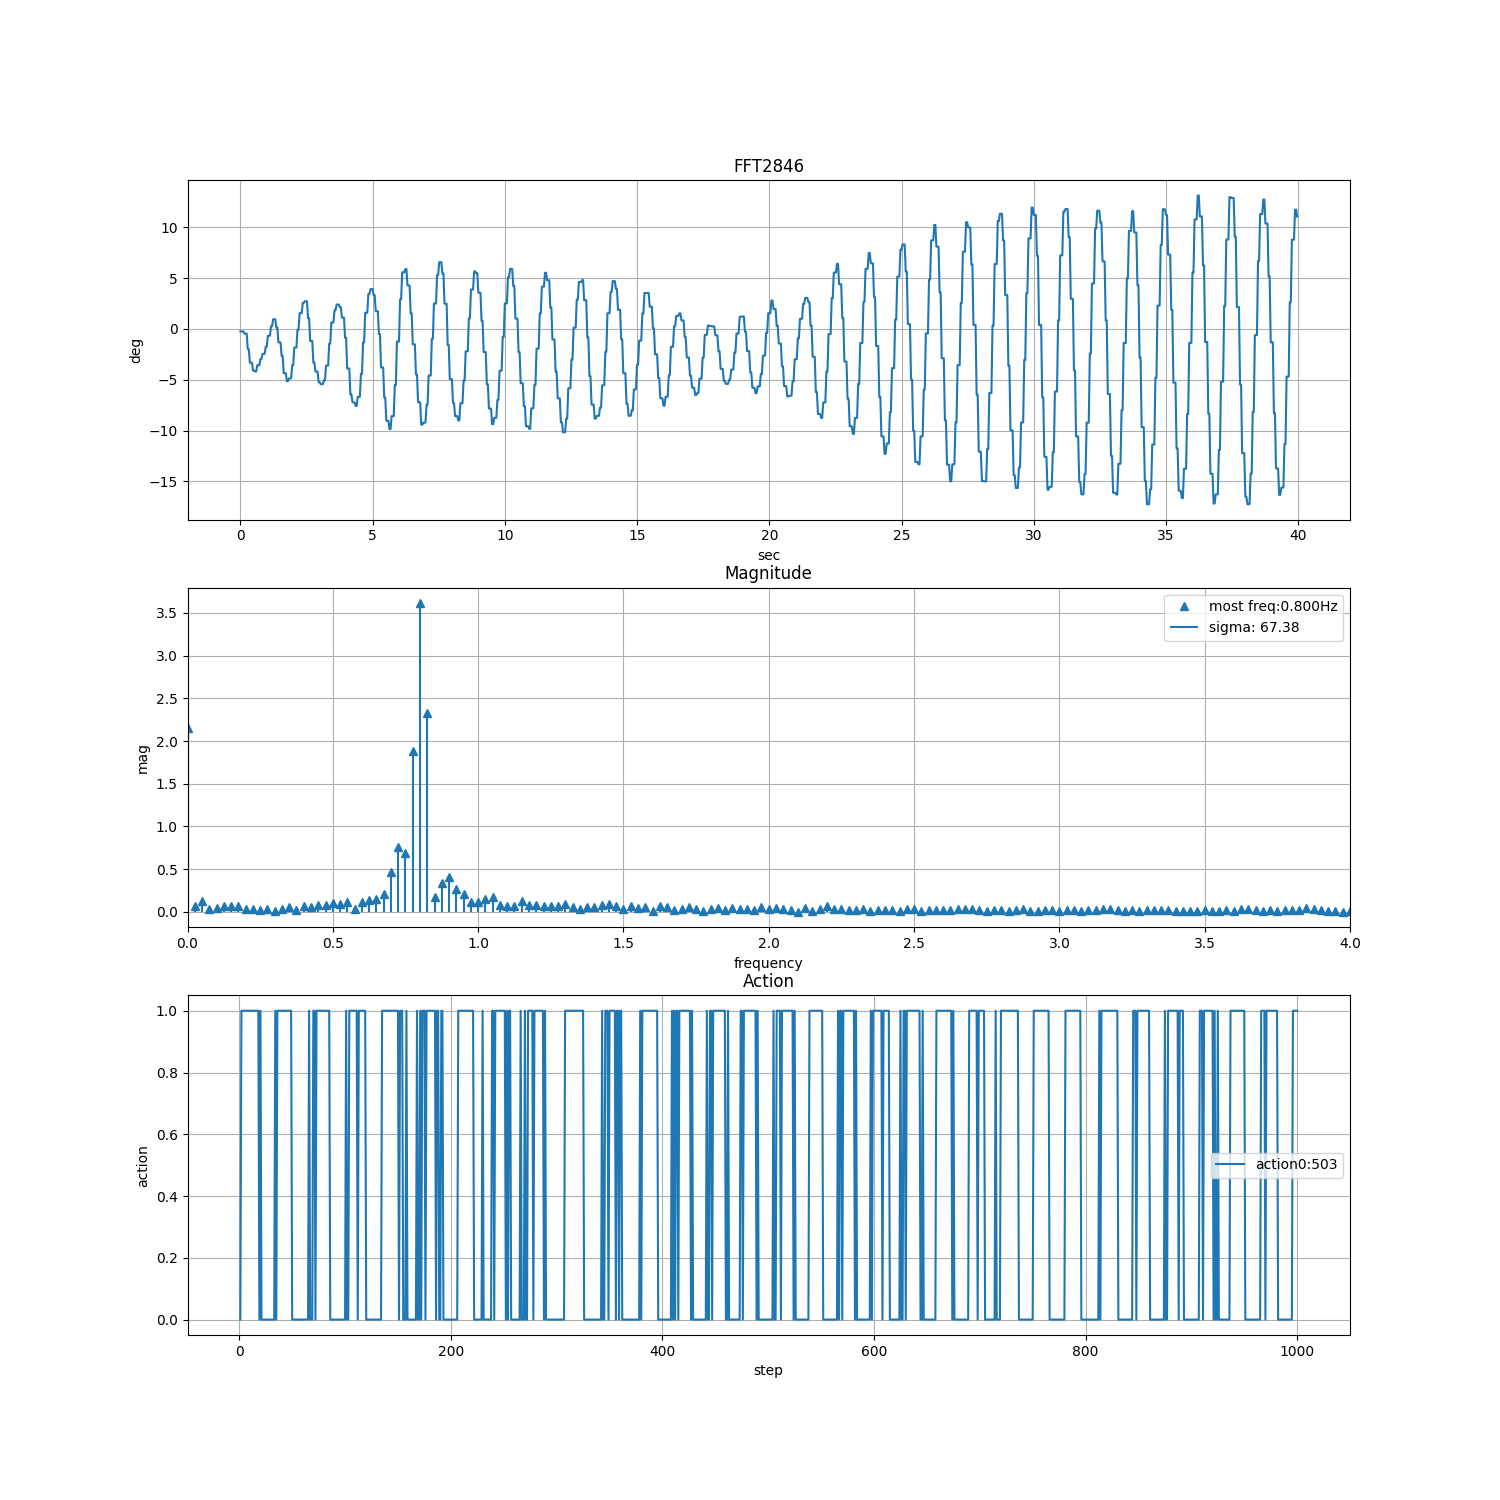 FFT2846
10
5
0
−5
−10
−15
deg
0 5 10 15 20 25 30 35 40
sec
Magnitude
most freq:0.800Hz
sigma: 67.38
3.5
3.0
2.5
2.0
1.5
1.0
0.5
0.0
mag
0.0 0.5 1.0 1.5 2.0 2.5 3.0 3.5 4.0
frequency
Action
1.0
0.8
0.6
0.4
0.2
0.0
action
action0:503
0 200 400 600 800 1000
step